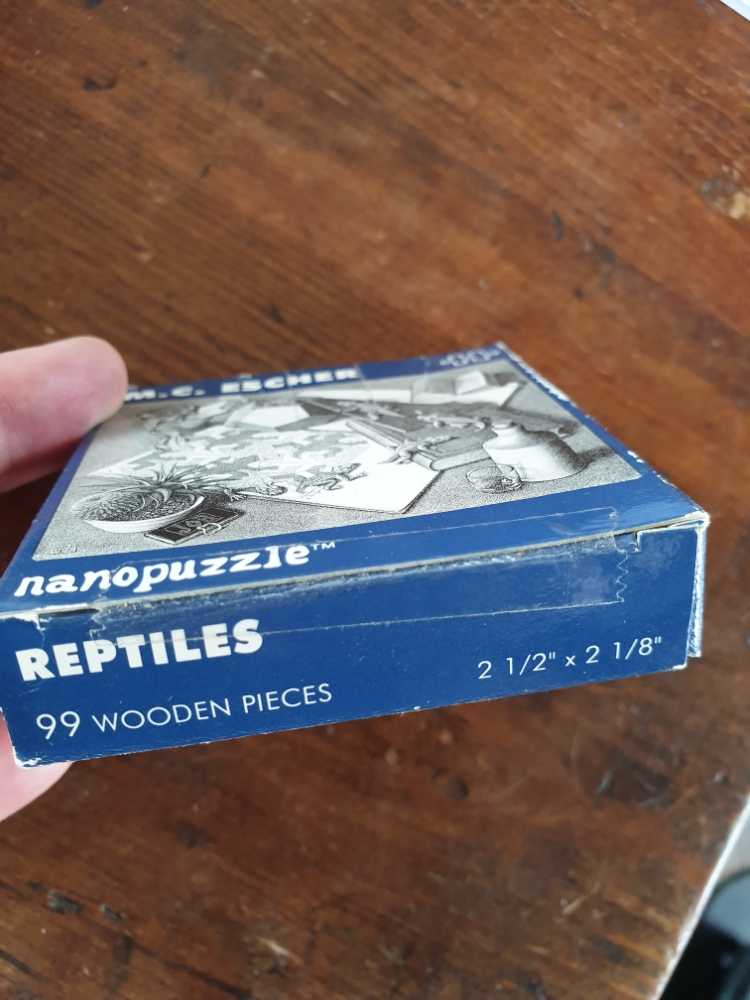 M.C. ESCHER
nanopuzzle™
REPTILES
99 WOODEN PIECES
2 1/2" x 2 1/8"